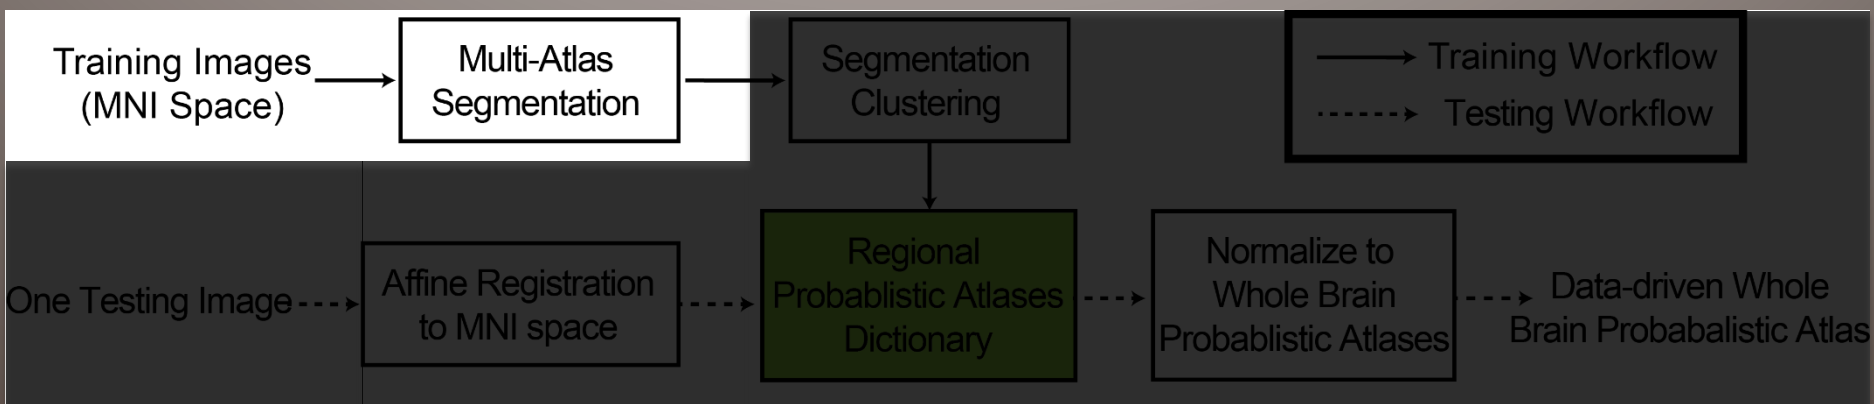 Training Images
(MNI Space)
Multi-Atlas
Segmentation
Segmentation
Clustering
Training Workflow
Testing Workflow
One Testing Image
Affine Registration
to MNI space
Regional
Probablistic Atlases
Dictionary
Normalize to
Whole Brain
Probablistic Atlases
Data-driven Whole
Brain Probabalistic Atlas